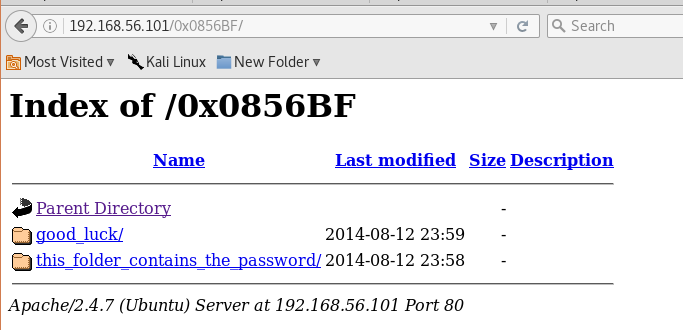 192.168.56.101/0x0856BF/ Search
Most Visited Kali Linux New Folder
Index of /0x0856BF
Name Last modified Size Description
Parent Directory -
good_luck/ 2014-08-12 23:59 -
this_folder_contains_the_password/ 2014-08-12 23:58 -
Apache/2.4.7 (Ubuntu) Server at 192.168.56.101 Port 80